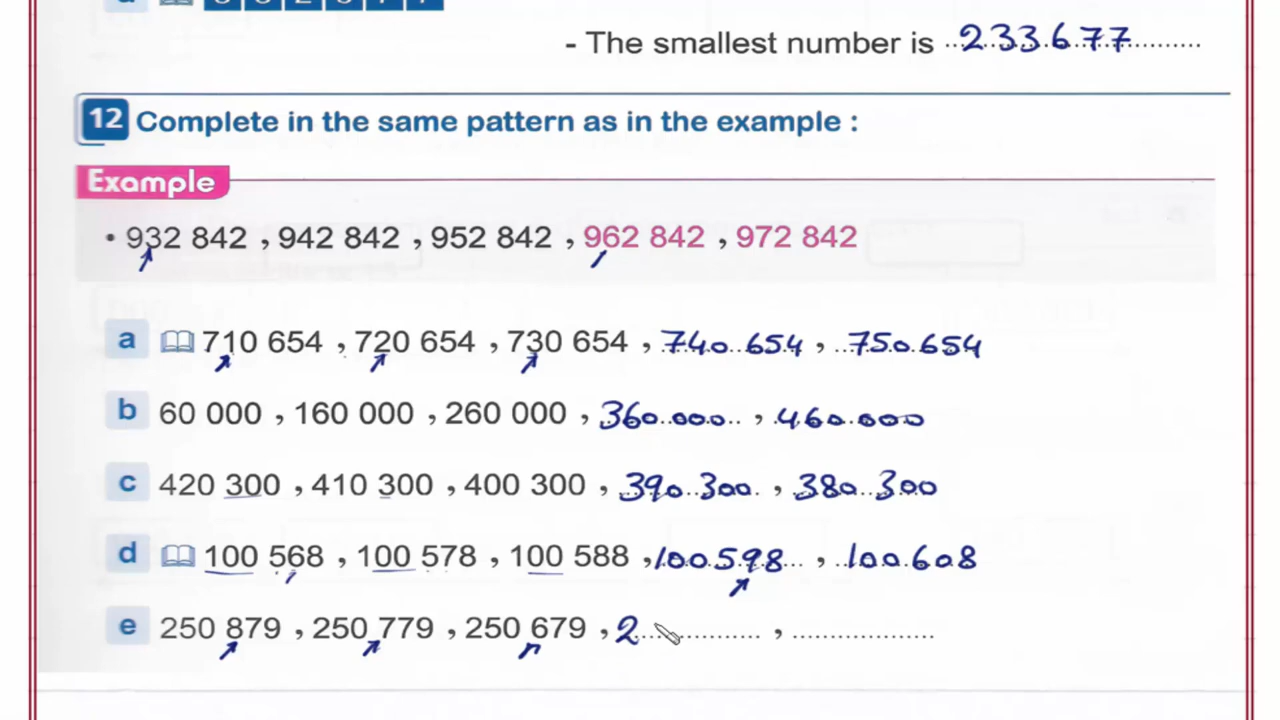 - The smallest number is 233677
12 Complete in the same pattern as in the example :
Example
• 932 842 , 942 842 , 952 842 , 962 842 , 972 842
a 710 654 , 720 654 , 730 654 , 740 654 , 750 654
b 60 000 , 160 000 , 260 000 , 360 000 , 460 000
c 420 300 , 410 300 , 400 300 , 390 300 , 380 300
d 100 568 , 100 578 , 100 588 , 100 598 , 100 608
e 250 879 , 250 779 , 250 679 , 2